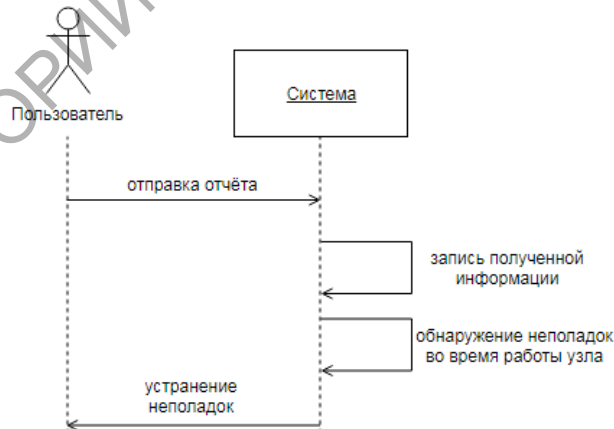 Пользователь
Система
отправка отчёта
запись полученной
информации
обнаружение неполадок
во время работы узла
устранение
неполадок